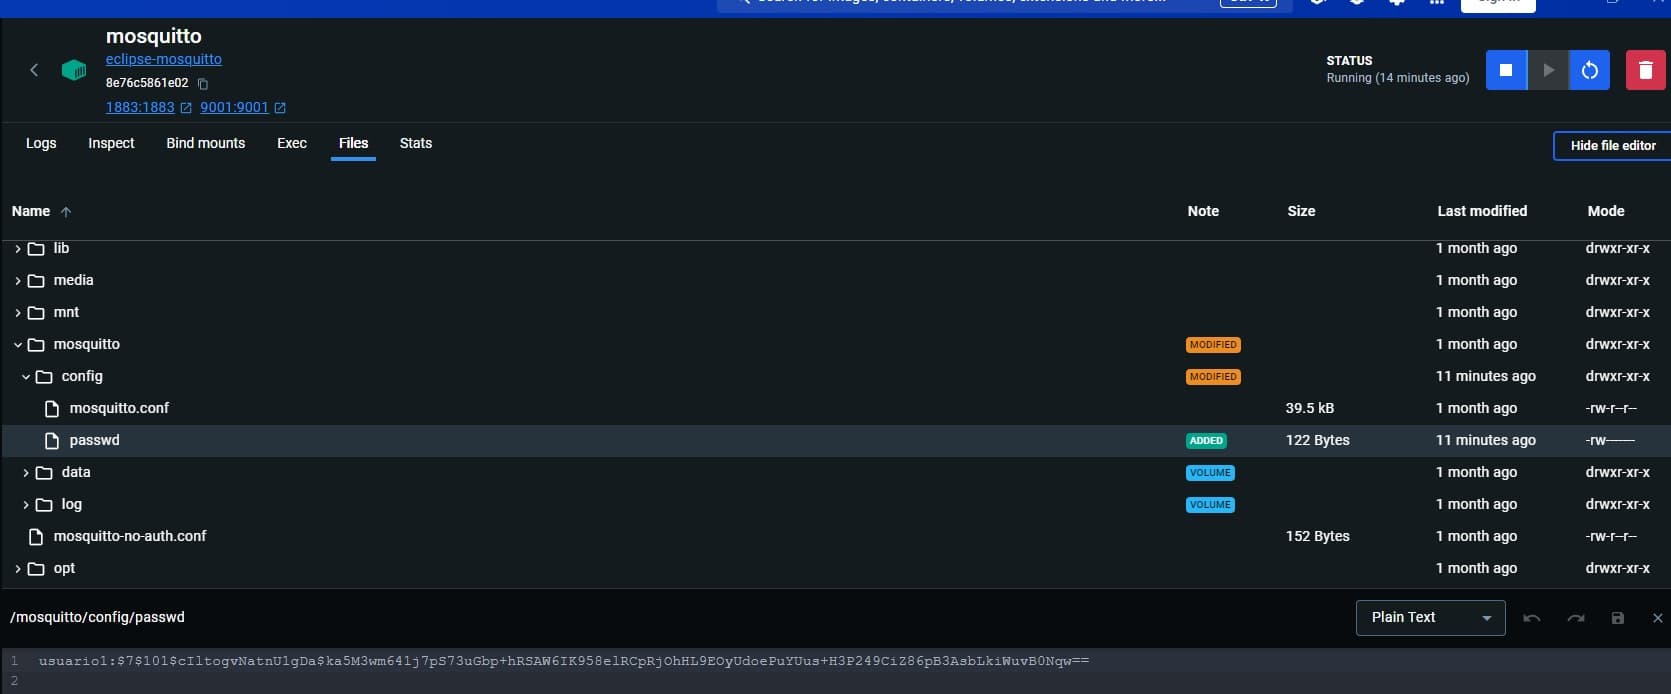 mosquitto
eclipse-mosquitto
8e76c5861e02
1883:1883 9001:9001
STATUS
Running (14 minutes ago)
Logs Inspect Bind mounts Exec Files Stats
Hide file editor
Name Note Size Last modified Mode
lib 1 month ago drwxr-xr-x
media 1 month ago drwxr-xr-x
mnt 1 month ago drwxr-xr-x
mosquitto MODIFIED 1 month ago drwxr-xr-x
config MODIFIED 11 minutes ago drwxr-xr-x
mosquitto.conf 39.5 kB 1 month ago -rw-r--r--
passwd ADDED 122 Bytes 11 minutes ago -rw-------
data VOLUME 1 month ago drwxr-xr-x
log VOLUME 1 month ago drwxr-xr-x
mosquitto-no-auth.conf 152 Bytes 1 month ago -rw-r--r--
opt 1 month ago drwxr-xr-x
/mosquitto/config/passwd
Plain Text
1 usuario1:$7$101$cIltogvNatnU1gDa$ka5M3wm641j7pS73uGbp+hRSAW6IK958elRCpRjOhHL9EOyUdoePuYUus+H3P249CiZ86pB3AsbLkiWuvB0Nqw==
2